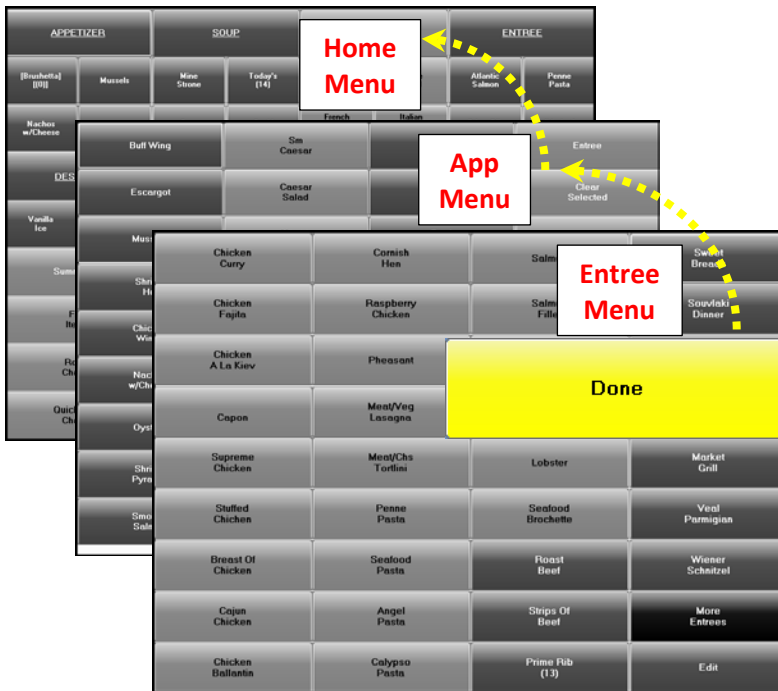 APPETIZER
SOUP
ENTREE
Home
Menu
[Brushetta]
[[0]]
Mussels
Mine
Strone
Today's
(14)
Atlantic
Salmon
Penne
Pasta
Nachos
w/Cheese
French
Italian
Vanilla
Ice
Buff Wing
Sm
Caesar
Entree
App
Menu
Escargot
Caesar
Salad
Clear
Selected
Chicken
Curry
Cornish
Hen
Entree
Menu
Sweet
Chicken
Fajita
Raspberry
Chicken
Souvlaki
Dinner
Chicken
A La Kiev
Pheasant
Done
Capon
Meat/Veg
Lasagna
Supreme
Chicken
Meat/Chs
Tortlini
Lobster
Market
Grill
Stuffed
Chichen
Penne
Pasta
Seafood
Brochette
Veal
Parmigian
Breast Of
Chicken
Seafood
Pasta
Roast
Beef
Wiener
Schnitzel
Cajun
Chicken
Angel
Pasta
Strips Of
Beef
More
Entrees
Chicken
Ballantin
Calypso
Pasta
Prime Rib
(13)
Edit